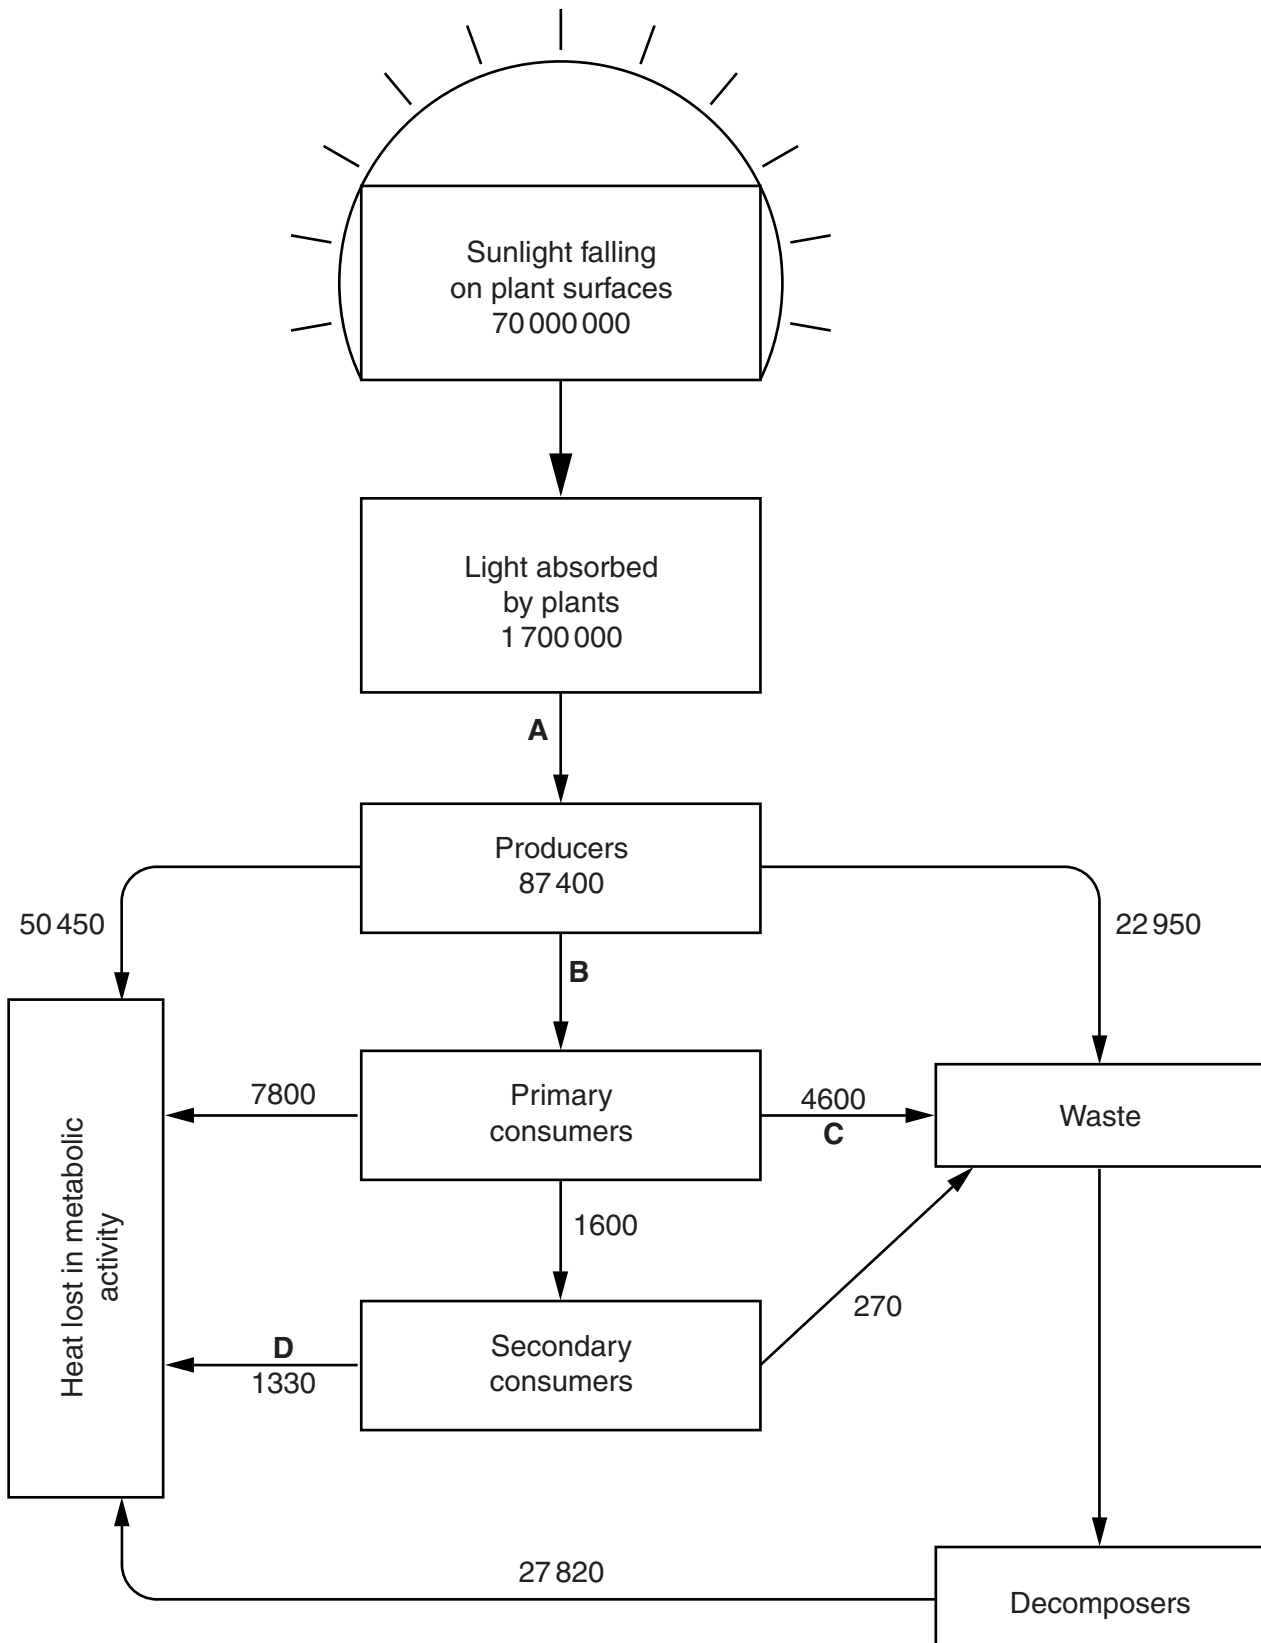 Sunlight falling
on plant surfaces
70 000 000
Light absorbed
by plants
1 700 000
A
Producers
87 400
50 450
22 950
B
Primary
consumers
7800
4600
C
Waste
Heat lost in metabolic
activity
1600
270
Secondary
consumers
D
1330
27 820
Decomposers